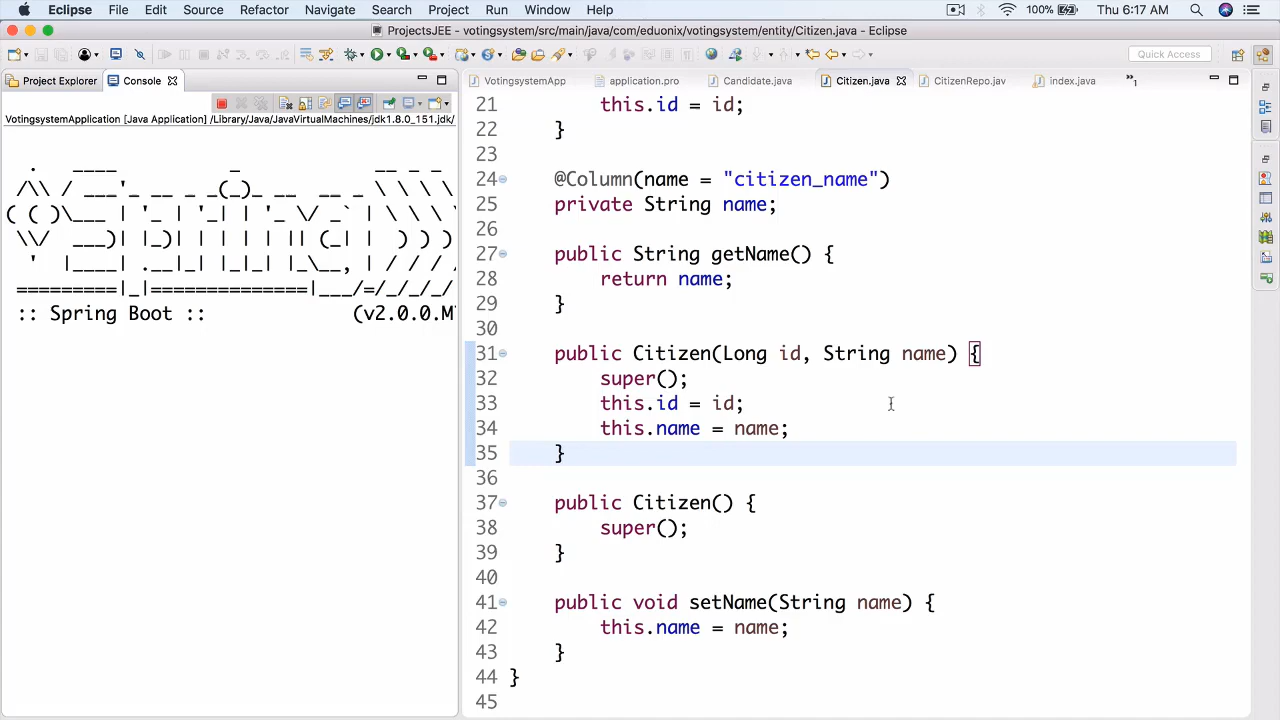 Eclipse File Edit Source Refactor Navigate Search Project Run Window Help 100% Thu 6:17 AM
ProjectsJEE - votingsystem/src/main/java/com/eduonix/votingsystem/entity/Citizen.java - Eclipse
Quick Access
Project Explorer Console
VotingsystemApp application.pro Candidate.java Citizen.java CitizenRepo.jav index.java »1
VotingsystemApplication [Java Application] /Library/Java/JavaVirtualMachines/jdk1.8.0_151.jdk/
:: Spring Boot :: (v2.0.0.M
21 this.id = id;
22 }
23
24 @Column(name = "citizen_name")
25 private String name;
26
27 public String getName() {
28 return name;
29 }
30
31 public Citizen(Long id, String name) {
32 super();
33 this.id = id;
34 this.name = name;
35 }
36
37 public Citizen() {
38 super();
39 }
40
41 public void setName(String name) {
42 this.name = name;
43 }
44 }
45